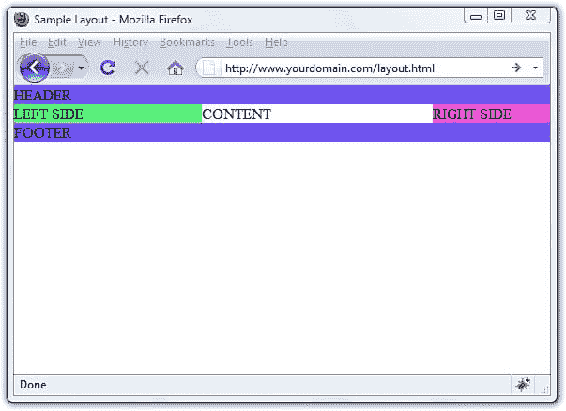 Sample Layout - Mozilla Firefox
File Edit View History Bookmarks Tools Help
http://www.yourdomain.com/layout.html
HEADER
LEFT SIDE CONTENT RIGHT SIDE
FOOTER
Done